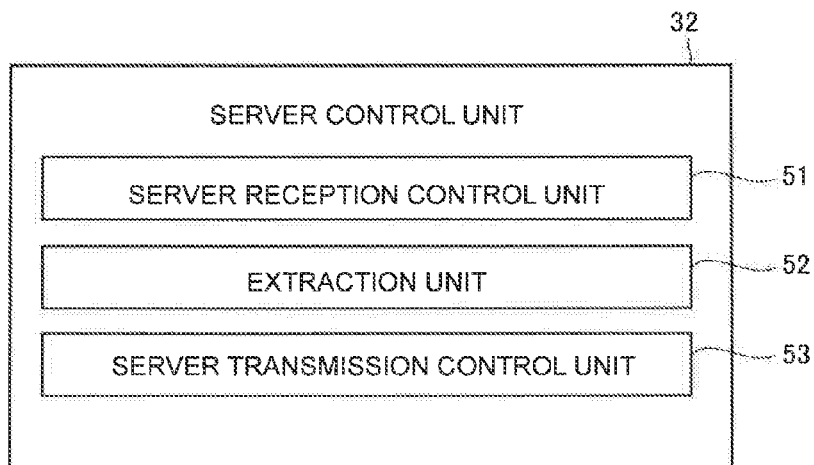 32
SERVER CONTROL UNIT
SERVER RECEPTION CONTROL UNIT
51
EXTRACTION UNIT
52
SERVER TRANSMISSION CONTROL UNIT
53